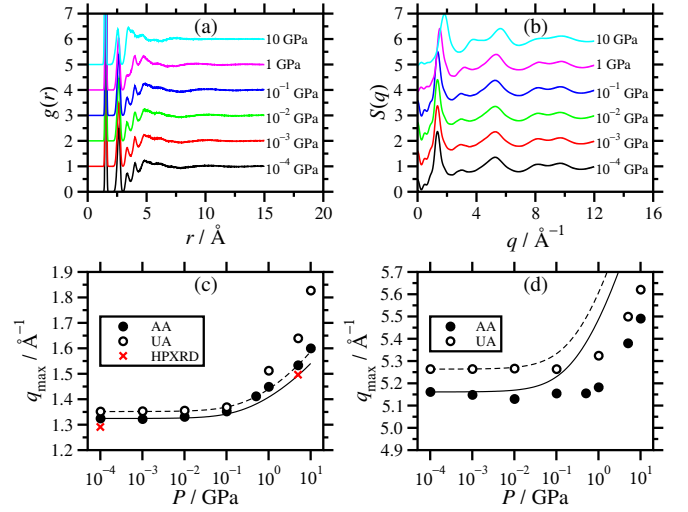 (a)
7
6
5
4
3
2
1
0
g(r)
10 GPa
1 GPa
10⁻¹ GPa
10⁻² GPa
10⁻³ GPa
10⁻⁴ GPa
0 5 10 15 20
r / Å
(b)
7
6
5
4
3
2
1
0
S(q)
10 GPa
1 GPa
10⁻¹ GPa
10⁻² GPa
10⁻³ GPa
10⁻⁴ GPa
0 4 8 12 16
q / Å⁻¹
(c)
1.9
1.8
1.7
1.6
1.5
1.4
1.3
1.2
1.1
q_max / Å⁻¹
AA
UA
HPXRD
10⁻⁴ 10⁻³ 10⁻² 10⁻¹ 10⁰ 10¹
P / GPa
(d)
5.7
5.6
5.5
5.4
5.3
5.2
5.1
5.0
4.9
q_max / Å⁻¹
AA
UA
10⁻⁴ 10⁻³ 10⁻² 10⁻¹ 10⁰ 10¹
P / GPa